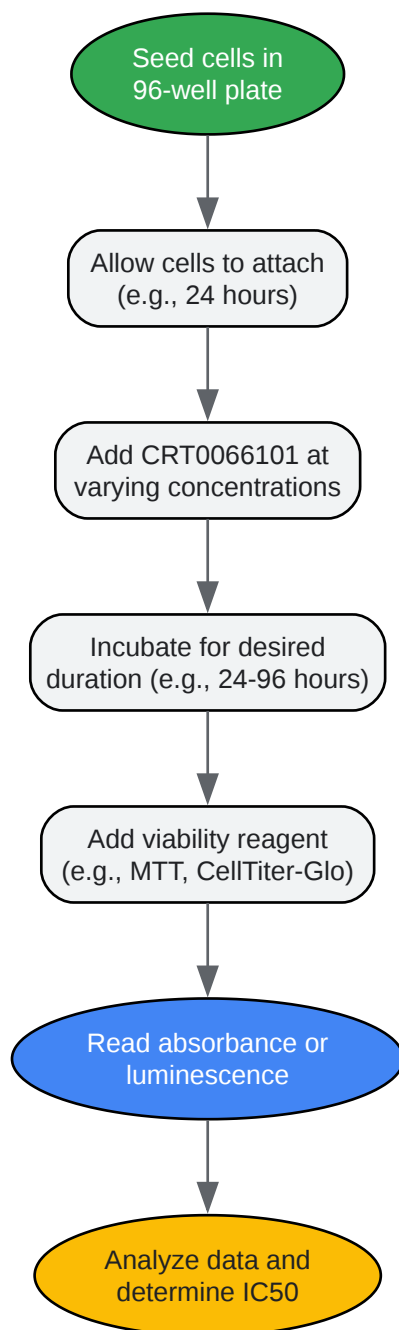 Seed cells in
96-well plate
Allow cells to attach
(e.g., 24 hours)
Add CRT0066101 at
varying concentrations
Incubate for desired
duration (e.g., 24-96 hours)
Add viability reagent
(e.g., MTT, CellTiter-Glo)
Read absorbance or
luminescence
Analyze data and
determine IC50